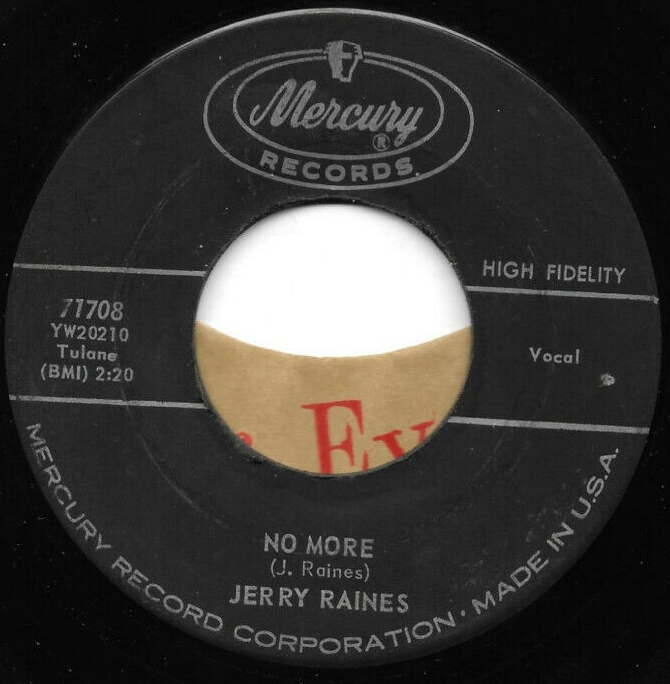 Mercury
®
RECORDS
HIGH FIDELITY
71708
YW20210
Tulane
(BMI) 2:20
Vocal
Ev
NO MORE
(J. Raines)
JERRY RAINES
MERCURY RECORD CORPORATION · MADE IN U.S.A.